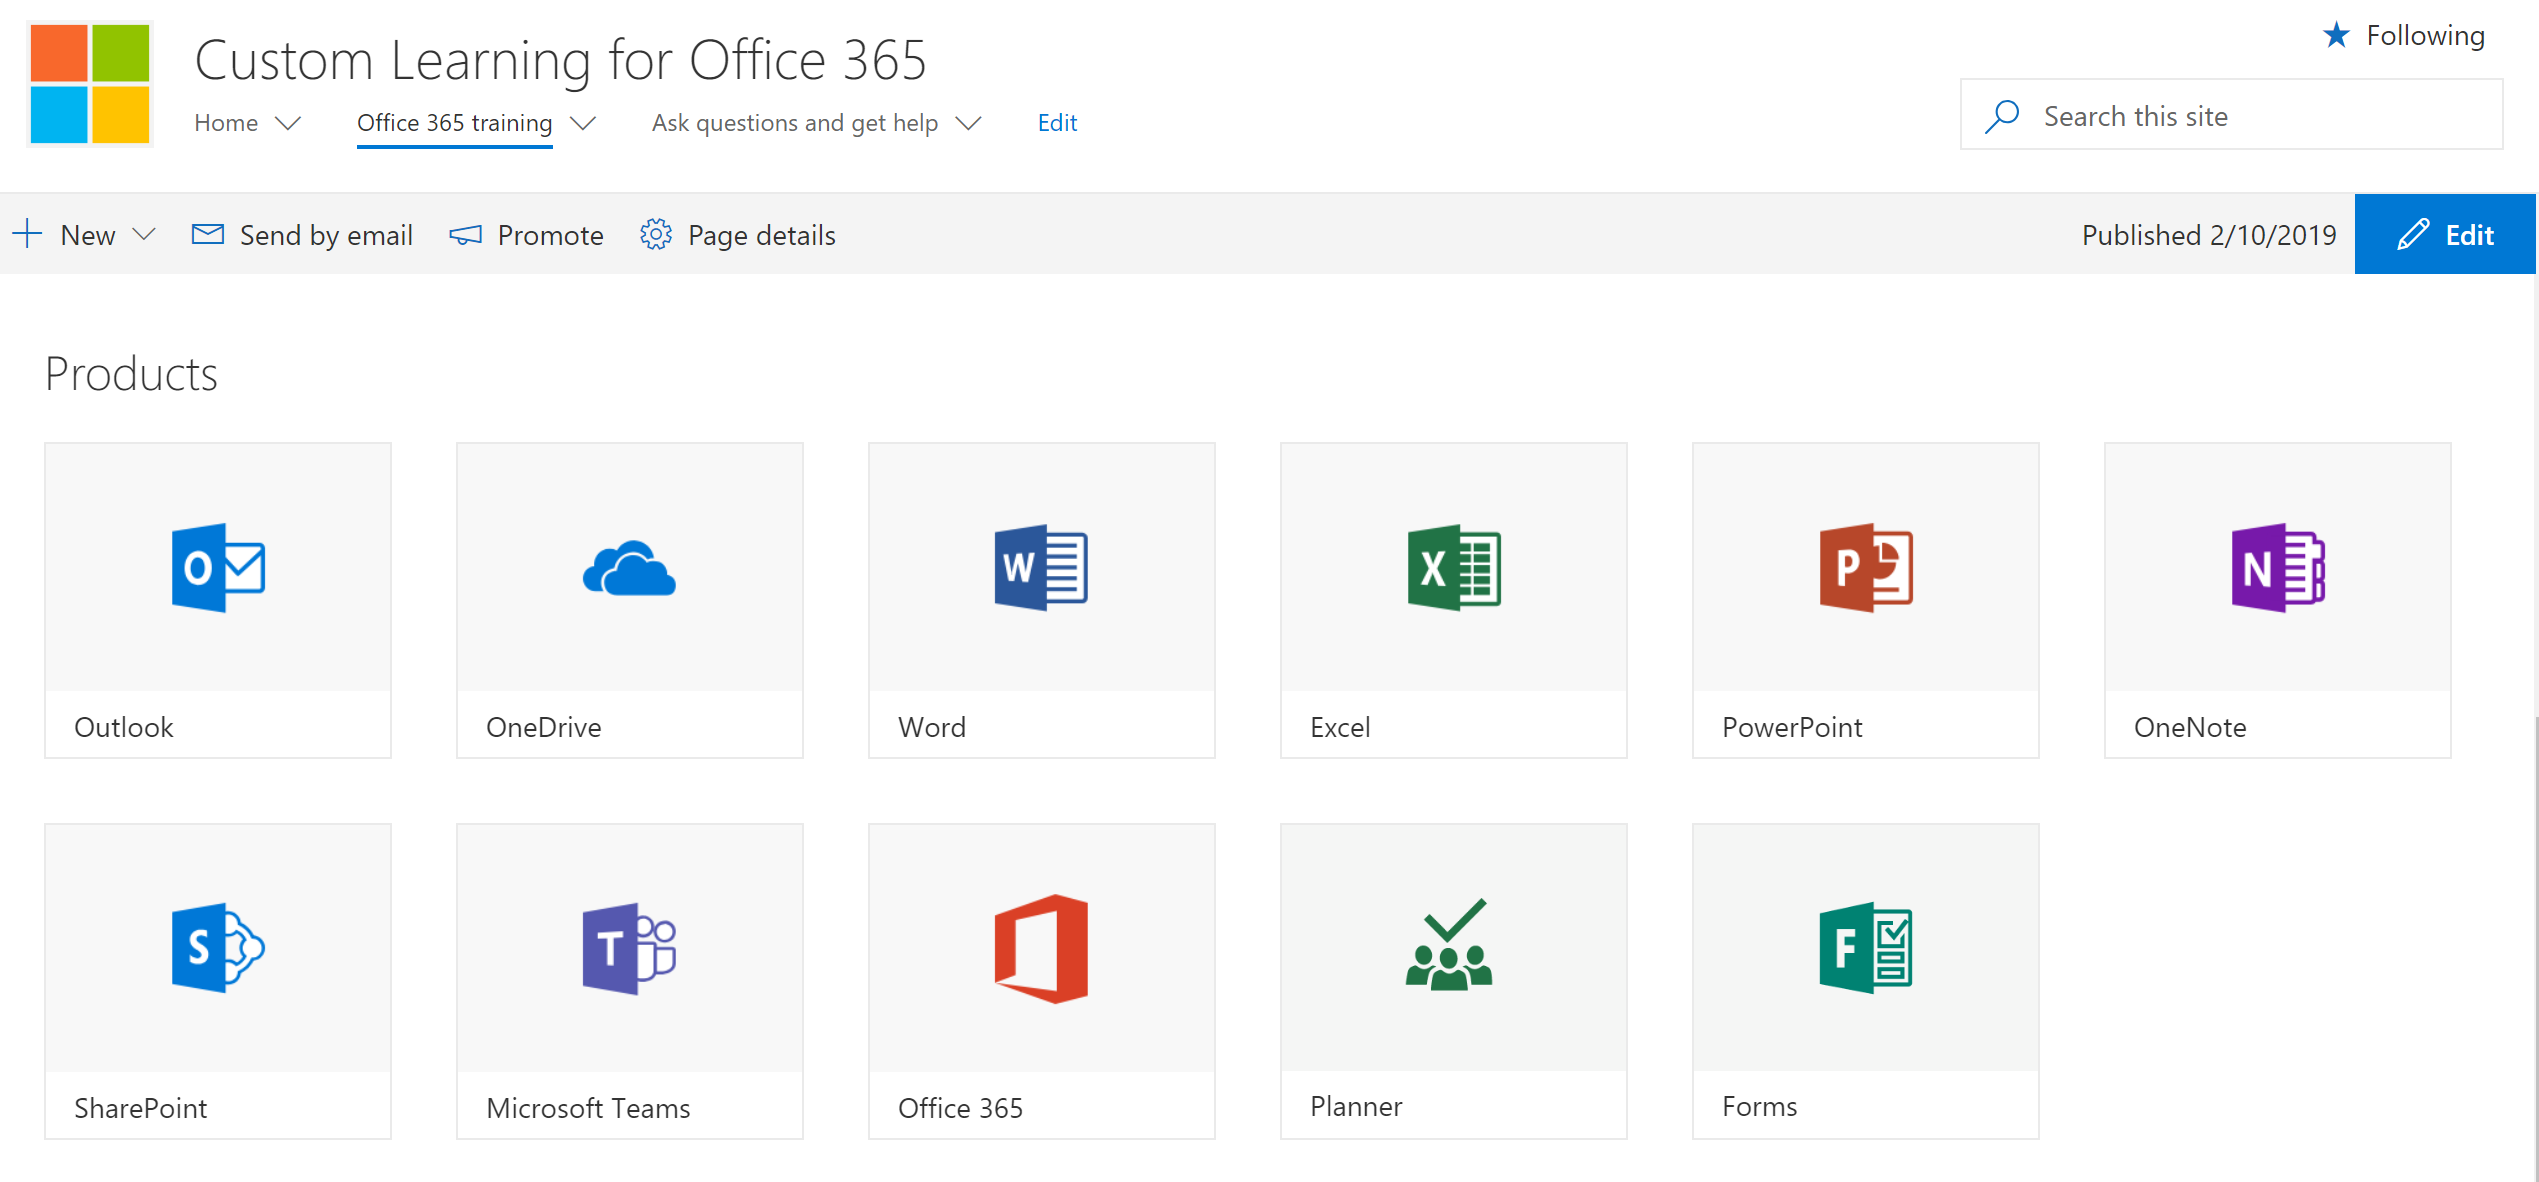 Custom Learning for Office 365
Following
Home Office 365 training Ask questions and get help Edit
Search this site
New Send by email Promote Page details Published 2/10/2019 Edit
Products
O W X P N
Outlook OneDrive Word Excel PowerPoint OneNote
S T F
SharePoint Microsoft Teams Office 365 Planner Forms